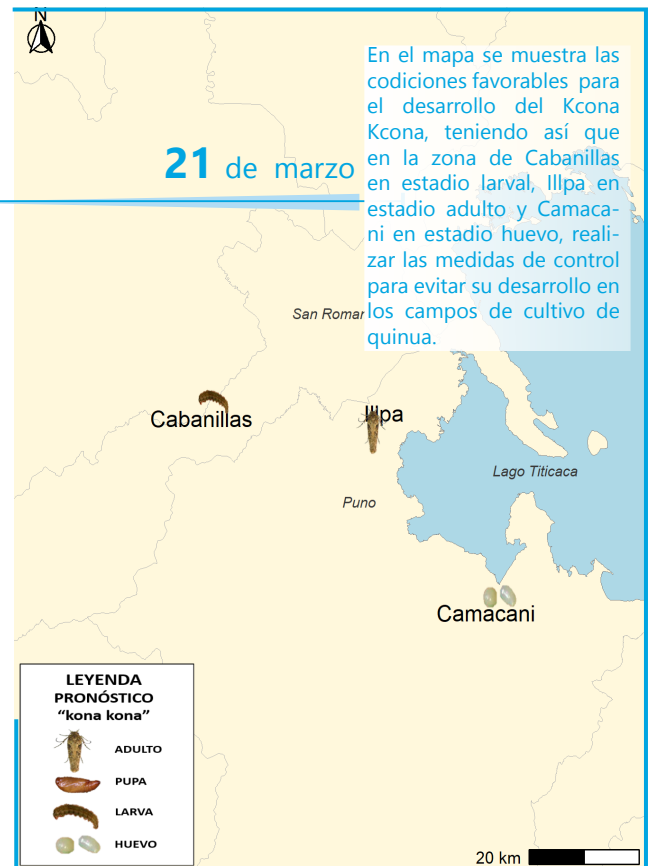 N
En el mapa se muestra las
codiciones favorables para
el desarrollo del Kcona
Kcona, teniendo así que
en la zona de Cabanillas
en estadio larval, Illpa en
estadio adulto y Camaca-
ni en estadio huevo, reali-
zar las medidas de control
para evitar su desarrollo en
los campos de cultivo de
quinua.
21 de marzo
San Romar
Cabanillas
Illpa
Lago Titicaca
Puno
Camacani
LEYENDA
PRONÓSTICO
“kona kona”
ADULTO
PUPA
LARVA
HUEVO
20 km